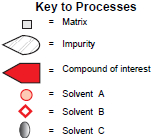 Key to Processes
= Matrix
= Impurity
= Compound of interest
= Solvent A
= Solvent B
= Solvent C